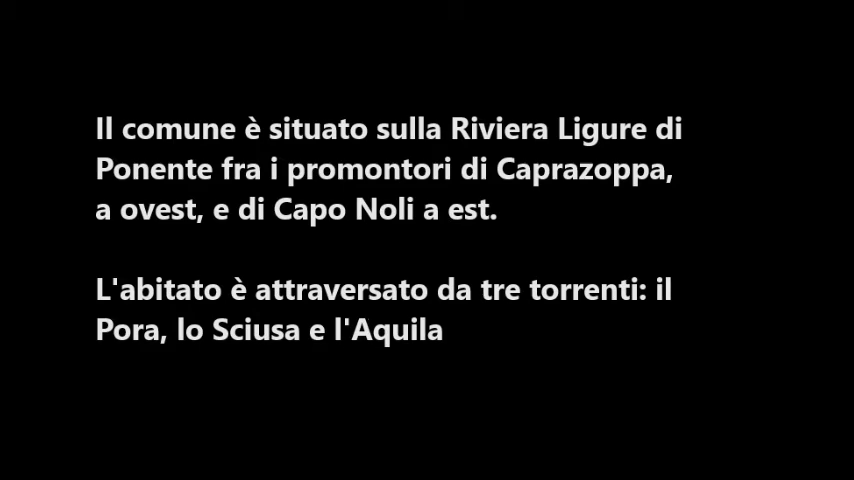 Il comune è situato sulla Riviera Ligure di
Ponente fra i promontori di Caprazoppa,
a ovest, e di Capo Noli a est.
L'abitato è attraversato da tre torrenti: il
Pora, lo Sciusa e l'Aquila